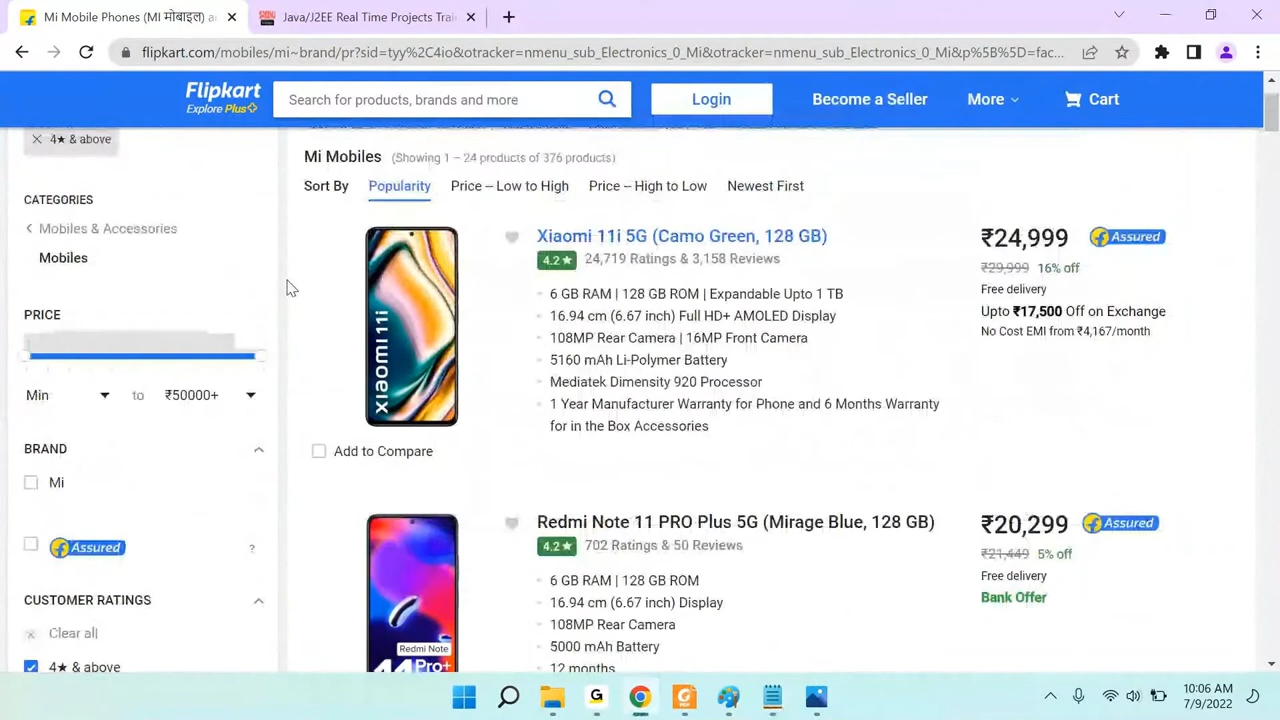 Mi Mobile Phones (MI मोबाइल) a
Java/J2EE Real Time Projects Trai
flipkart.com/mobiles/mi~brand/pr?sid=tyy%2C4io&otracker=nmenu_sub_Electronics_0_Mi&otracker=nmenu_sub_Electronics_0_Mi&p%5B%5D=fac...
Flipkart
Explore Plus
Search for products, brands and more
Login
Become a Seller
More
Cart
4★ & above
CATEGORIES
Mobiles & Accessories
Mobiles
PRICE
Min
to
₹50000+
BRAND
Mi
Assured
?
CUSTOMER RATINGS
Clear all
4★ & above
Mi Mobiles (Showing 1 – 24 products of 376 products)
Sort By Popularity Price -- Low to High Price -- High to Low Newest First
xiaomi 11i
Add to Compare
Xiaomi 11i 5G (Camo Green, 128 GB)
4.2★ 24,719 Ratings & 3,158 Reviews
6 GB RAM | 128 GB ROM | Expandable Upto 1 TB
16.94 cm (6.67 inch) Full HD+ AMOLED Display
108MP Rear Camera | 16MP Front Camera
5160 mAh Li-Polymer Battery
Mediatek Dimensity 920 Processor
1 Year Manufacturer Warranty for Phone and 6 Months Warranty
for in the Box Accessories
₹24,999 Assured
₹29,999 16% off
Free delivery
Upto ₹17,500 Off on Exchange
No Cost EMI from ₹4,167/month
Redmi Note
11 Pro+
Redmi Note 11 PRO Plus 5G (Mirage Blue, 128 GB)
4.2★ 702 Ratings & 50 Reviews
6 GB RAM | 128 GB ROM
16.94 cm (6.67 inch) Display
108MP Rear Camera
5000 mAh Battery
12 months
₹20,299 Assured
₹21,449 5% off
Free delivery
Bank Offer
G
PDF
10:06 AM
7/9/2022